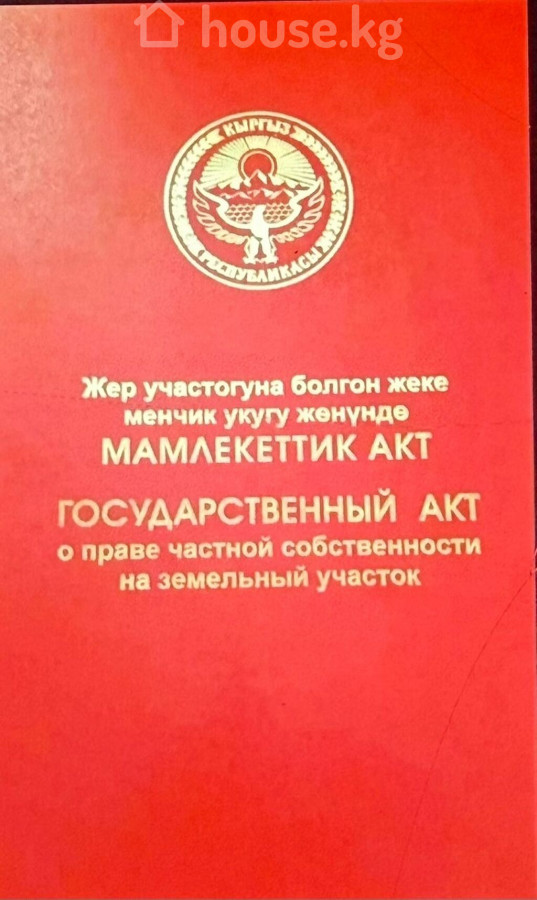 house.kg
КЫРГЫЗ
РЕСПУБЛИКАСЫ
Жер участогуна болгон жеке
менчик укугу жөнүндө
МАМЛЕКЕТТИК АКТ
ГОСУДАРСТВЕННЫЙ АКТ
о праве частной собственности
на земельный участок